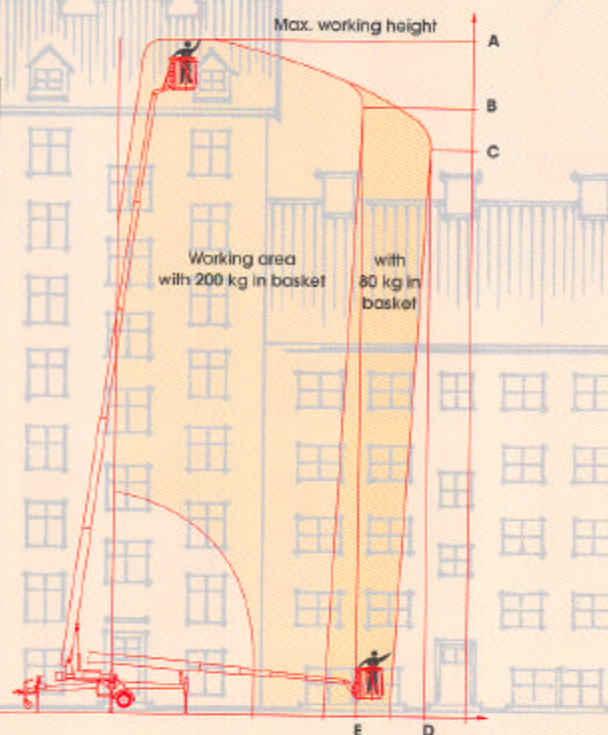 Max. working height
A
B
C
Working area
with 200 kg in basket
with
80 kg in
basket
E
D